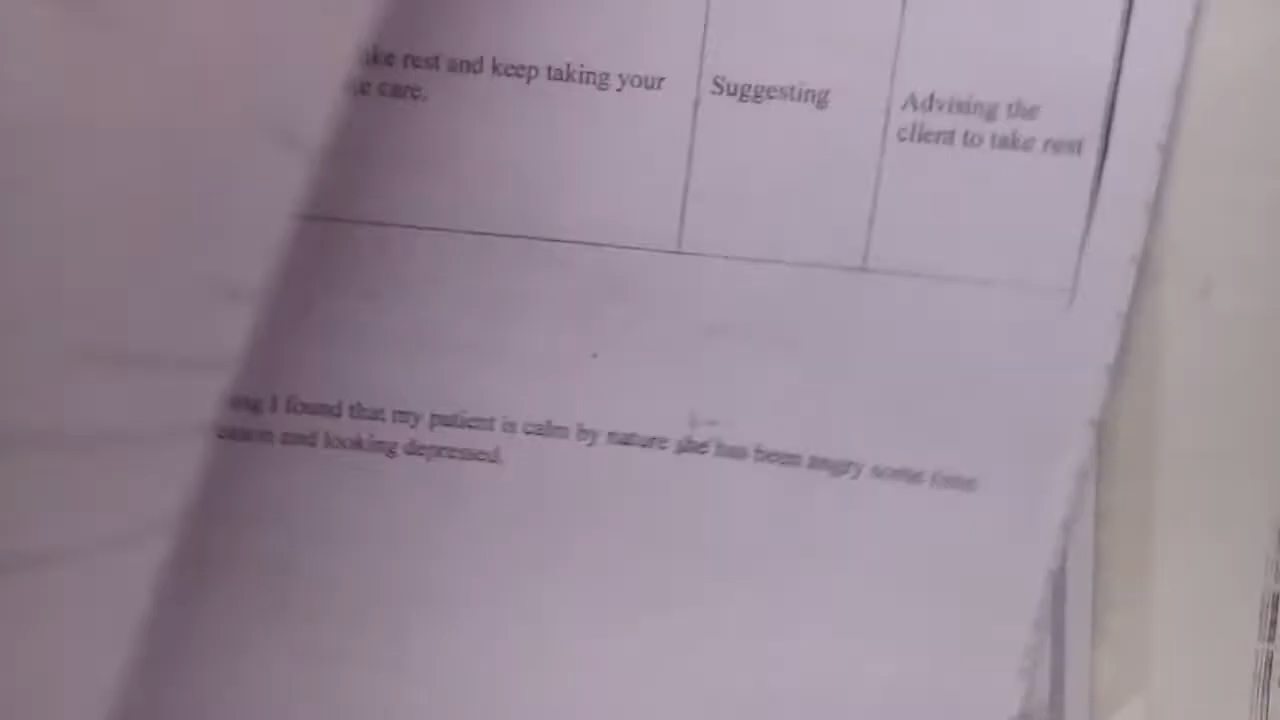 rest and keep taking your
care.
Suggesting
Advising the
client to take rest
I found that my patient is calm by nature she has been angry some time
and looking depressed.